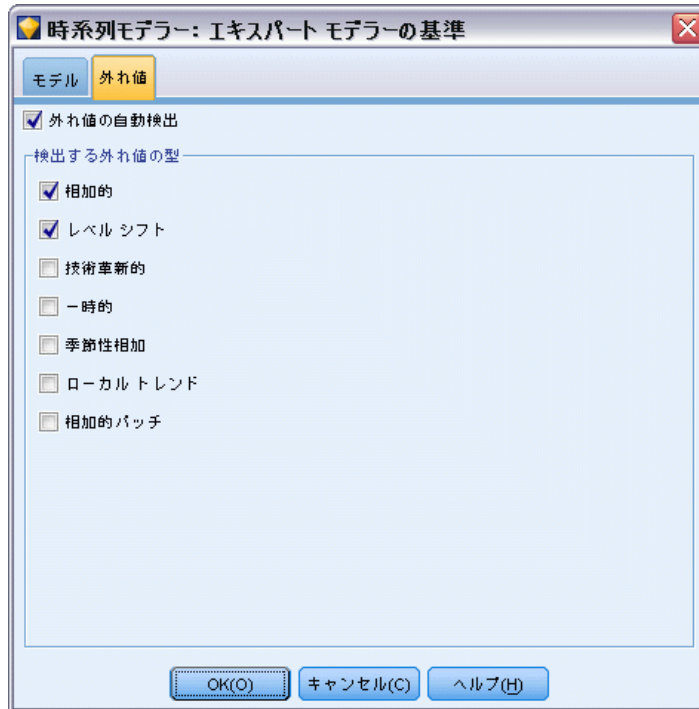 時系列モデラー: エキスパート モデラーの基準
モデル 外れ値
外れ値の自動検出
検出する外れ値の型
相加的
レベル シフト
技術革新的
一時的
季節性相加
ローカル トレンド
相加的パッチ
OK(O) キャンセル(C) ヘルプ(H)